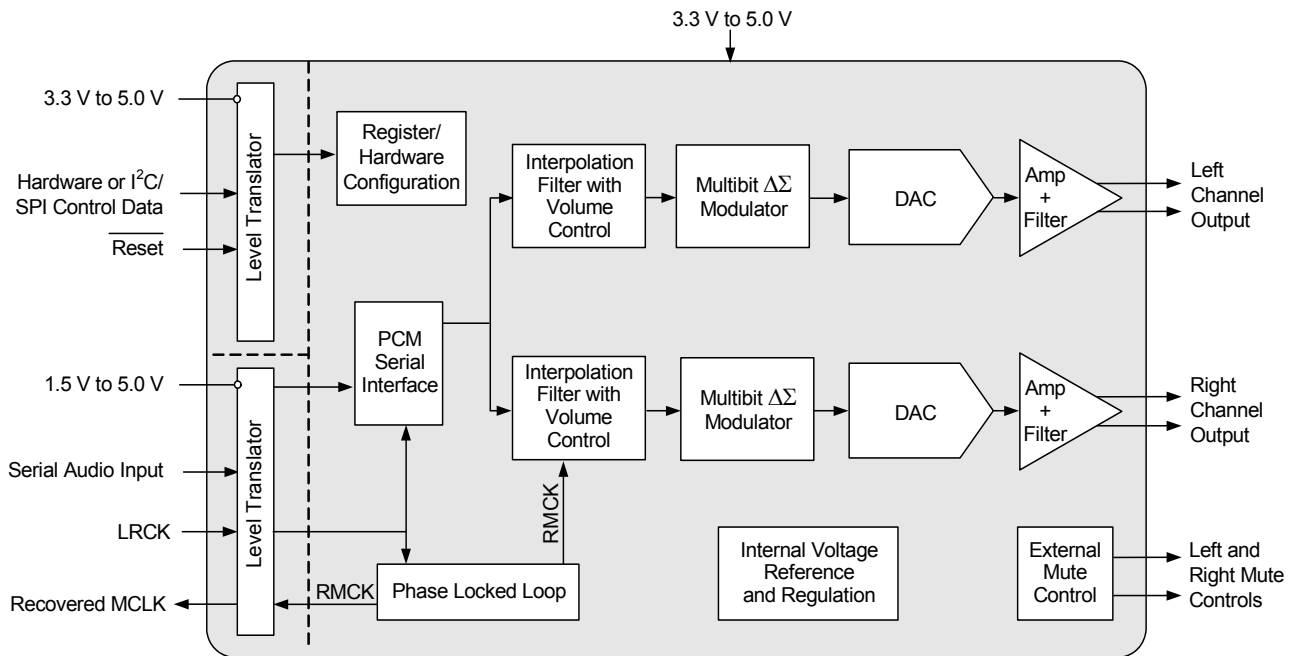 3.3 V to 5.0 V
3.3 V to 5.0 V
Hardware or I²C/
SPI Control Data
Reset
Level Translator
Register/
Hardware
Configuration
Interpolation
Filter with
Volume
Control
Multibit ΔΣ
Modulator
DAC
Amp
+
Filter
Left
Channel
Output
1.5 V to 5.0 V
Serial Audio Input
LRCK
Recovered MCLK
Level Translator
PCM
Serial
Interface
Interpolation
Filter with
Volume
Control
Multibit ΔΣ
Modulator
DAC
Amp
+
Filter
Right
Channel
Output
RMCK
RMCK
Phase Locked Loop
Internal Voltage
Reference
and Regulation
External
Mute
Control
Left and
Right Mute
Controls